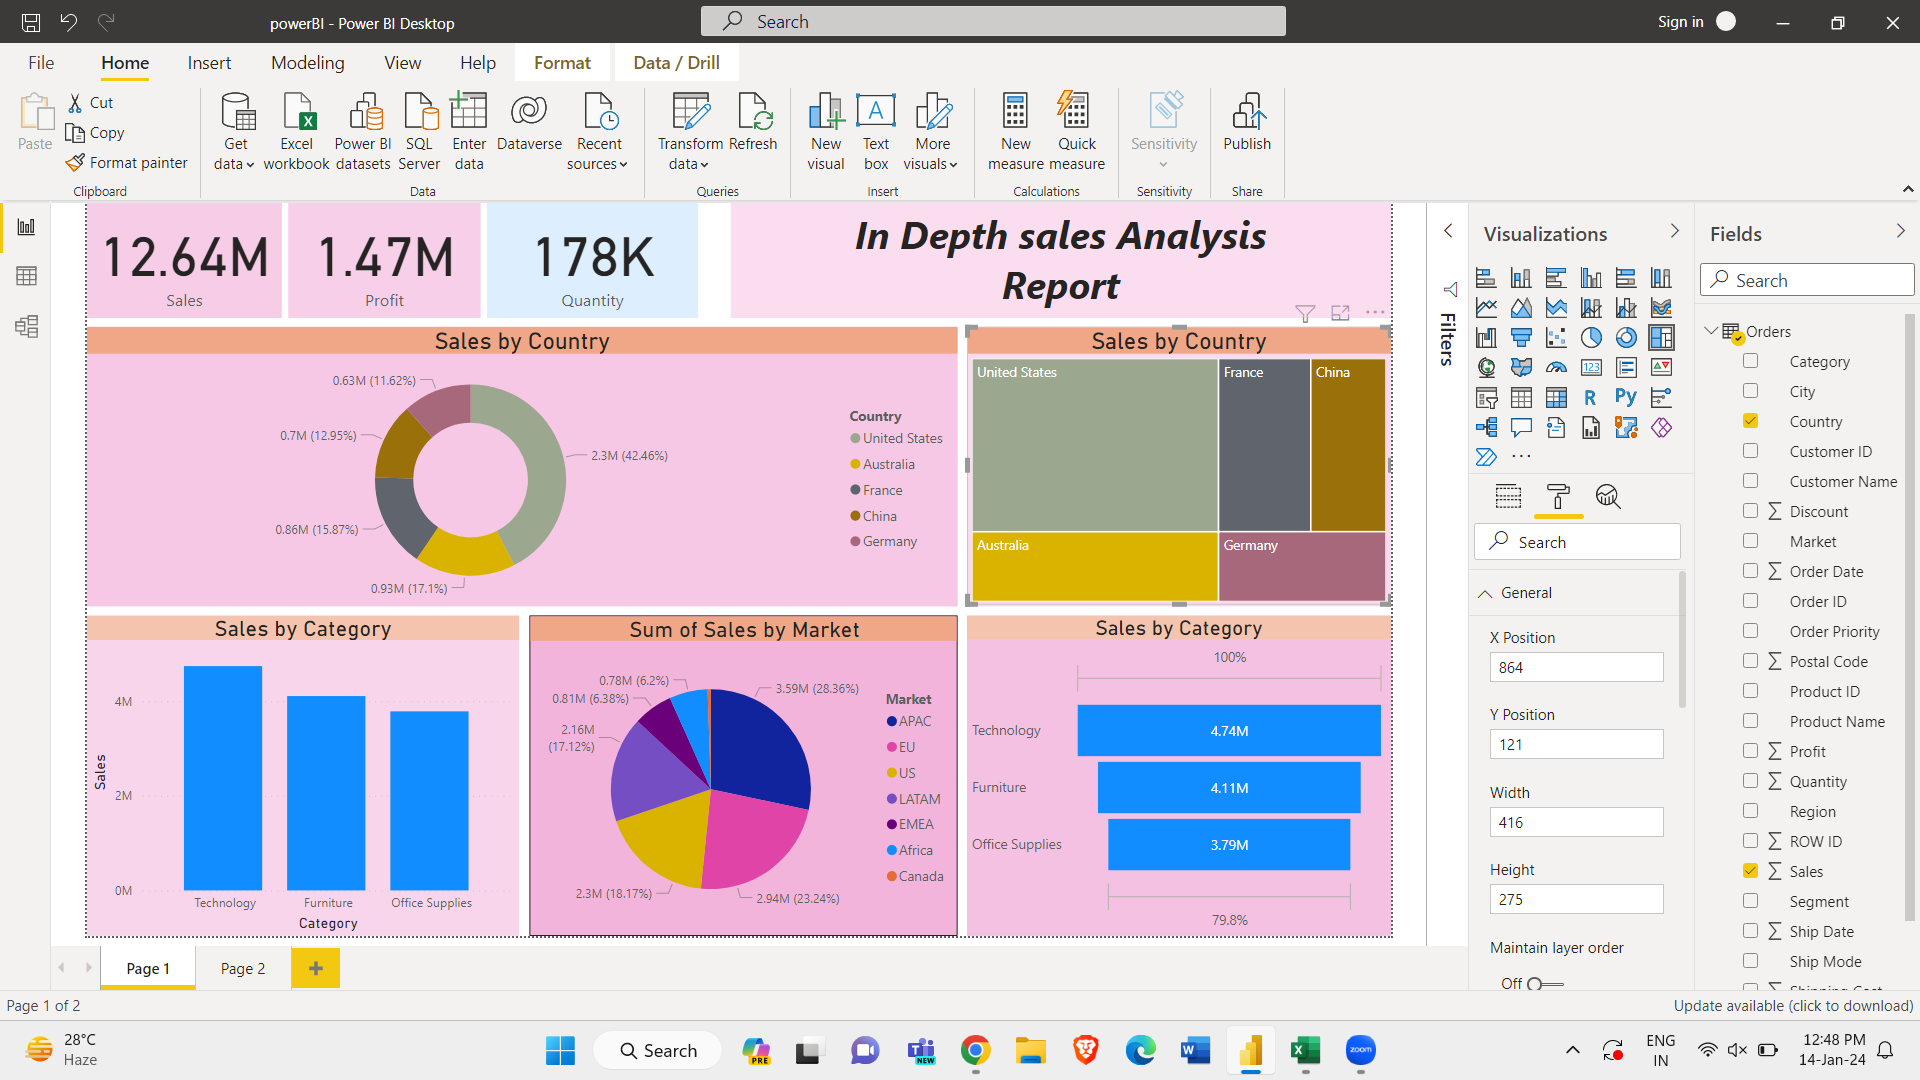 powerBI - Power BI Desktop
Search
Sign in
File
Home
Insert
Modeling
View
Help
Format
Data / Drill
Paste
Cut
Copy
Format painter
Clipboard
Get
data
Excel
workbook
Power BI
datasets
SQL
Server
Enter
data
Dataverse
Recent
sources
Data
Transform
data
Refresh
Queries
New
visual
Text
box
More
visuals
Insert
New
measure
Quick
measure
Calculations
Sensitivity
Sensitivity
Publish
Share
12.64M
Sales
1.47M
Profit
178K
Quantity
In Depth sales Analysis
Report
Sales by Country
0.63M (11.62%)
0.7M (12.95%)
2.3M (42.46%)
0.86M (15.87%)
0.93M (17.1%)
Country
United States
Australia
France
China
Germany
Sales by Country
United States
France
China
Australia
Germany
Sales by Category
4M
2M
0M
Sales
Technology
Furniture
Office Supplies
Category
Sum of Sales by Market
0.78M (6.2%)
0.81M (6.38%)
2.16M
(17.12%)
3.59M (28.36%)
2.3M (18.17%)
2.94M (23.24%)
Market
APAC
EU
US
LATAM
EMEA
Africa
Canada
Sales by Category
100%
Technology
4.74M
Furniture
4.11M
Office Supplies
3.79M
79.8%
Filters
Visualizations
123
R
Py
Search
General
X Position
864
Y Position
121
Width
416
Height
275
Maintain layer order
Off
Fields
Search
Orders
Category
City
Country
Customer ID
Customer Name
Discount
Market
Order Date
Order ID
Order Priority
Postal Code
Product ID
Product Name
Profit
Quantity
Region
ROW ID
Sales
Segment
Ship Date
Ship Mode
Shipping Cost
Page 1
Page 2
Page 1 of 2
Update available (click to download)
28°C
Haze
Search
PRE
NEW
zoom
ENG
IN
12:48 PM
14-Jan-24